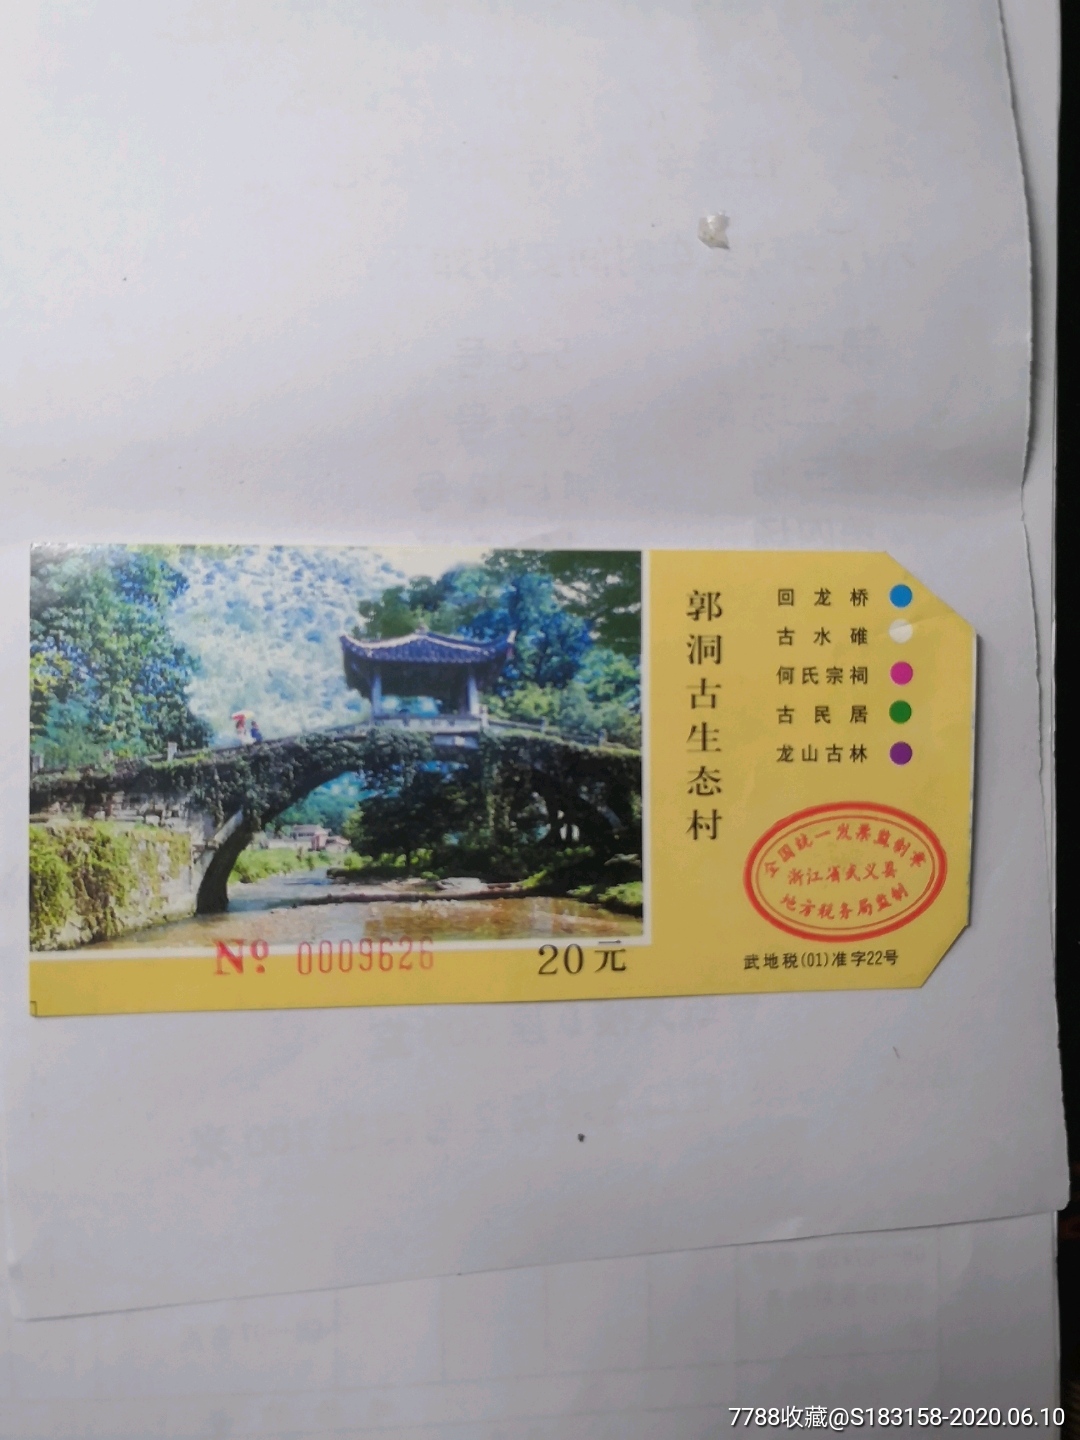 郭洞古生态村
回龙桥
古水碓
何氏宗祠
古民居
龙山古林
全国统一发票监制章
浙江省武义县
地方税务局监制
武地税(01)准字22号
№ 0009626
20元
7788收藏@S183158-2020.06.10